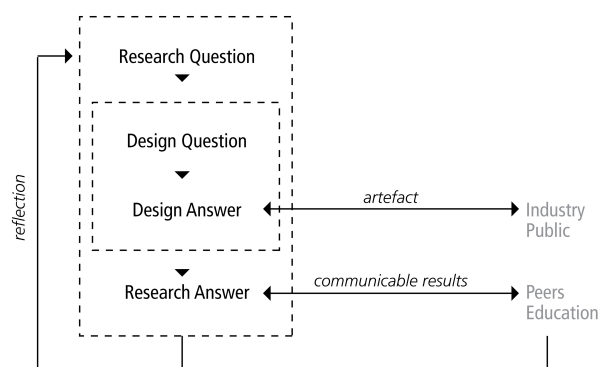 Research Question
Design Question
reflection
Design Answer
artefact
Industry
Public
Research Answer
communicable results
Peers
Education